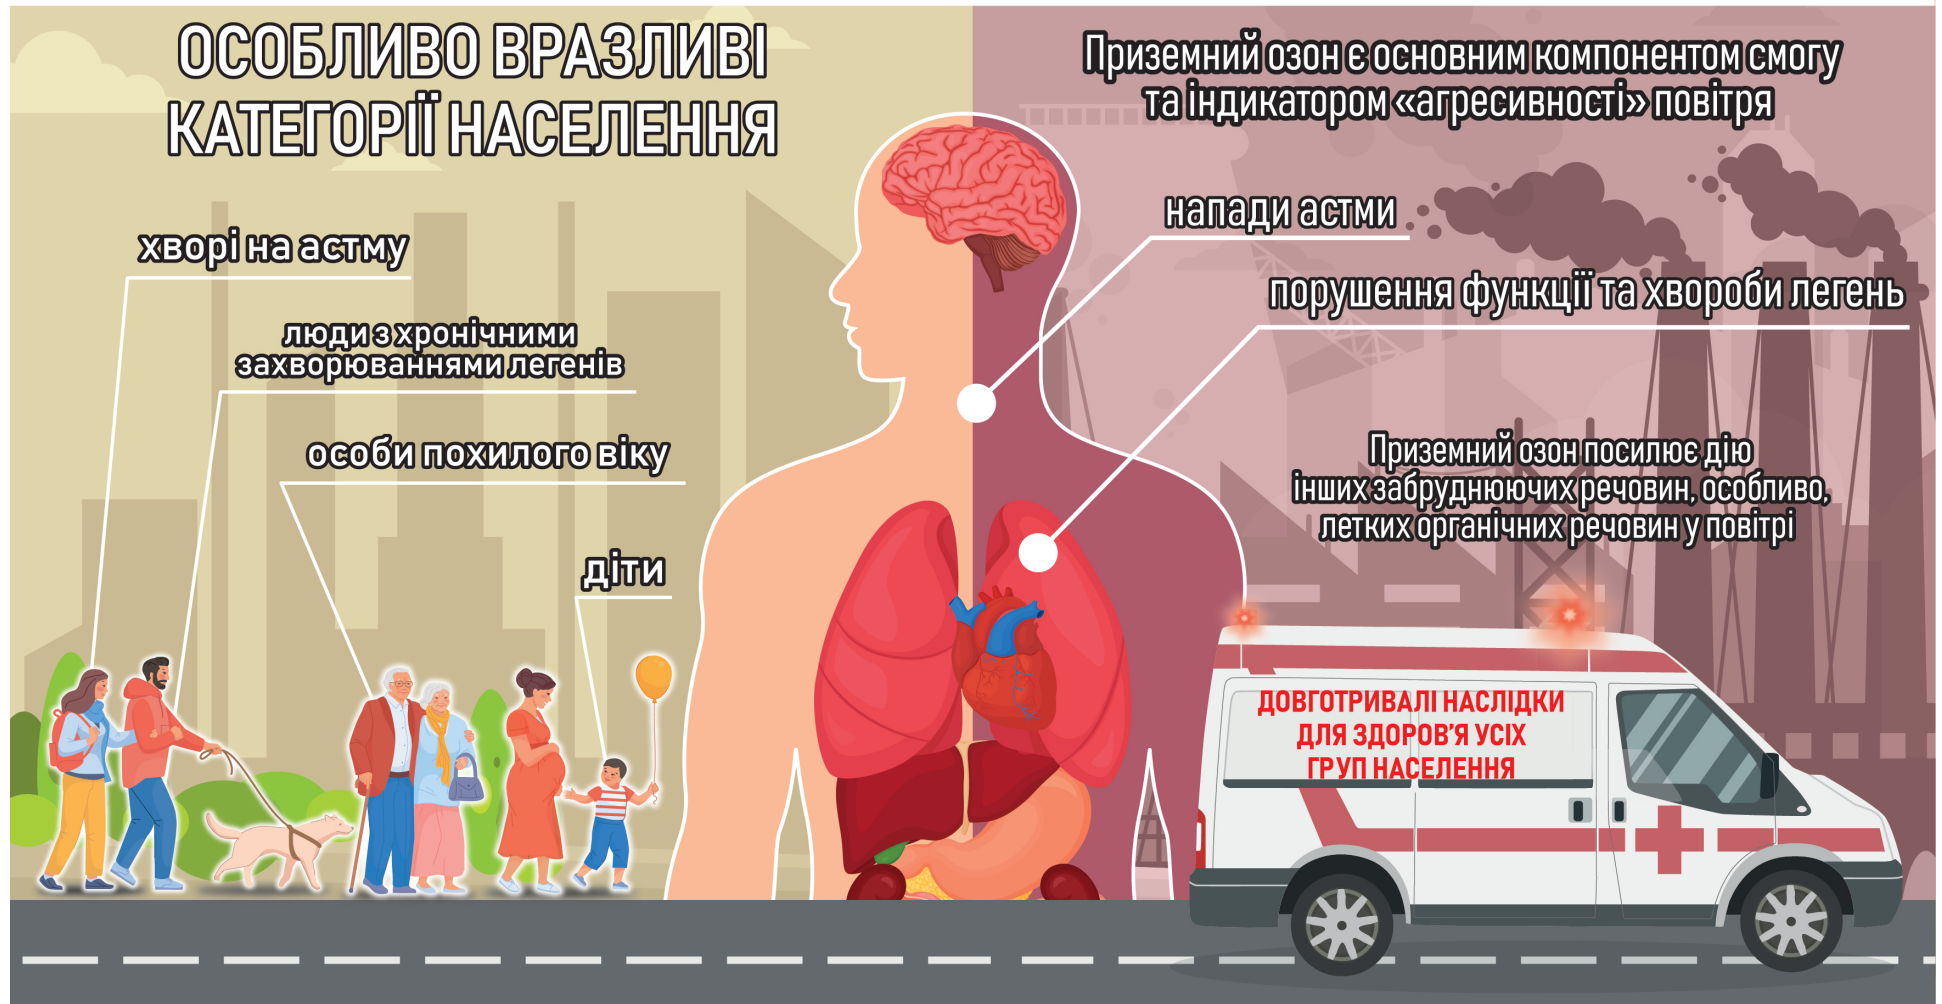 ОСОБЛИВО ВРАЗЛИВІ
КАТЕГОРІЇ НАСЕЛЕННЯ
хворі на астму
люди з хронічними
захворюваннями легенів
особи похилого віку
діти
Приземний озон є основним компонентом смогу
та індикатором «агресивності» повітря
напади астми
порушення функції та хвороби легень
Приземний озон посилює дію
інших забруднюючих речовин, особливо,
летких органічних речовин у повітрі
ДОВГОТРИВАЛІ НАСЛІДКИ
ДЛЯ ЗДОРОВ'Я УСІХ
ГРУП НАСЕЛЕННЯ